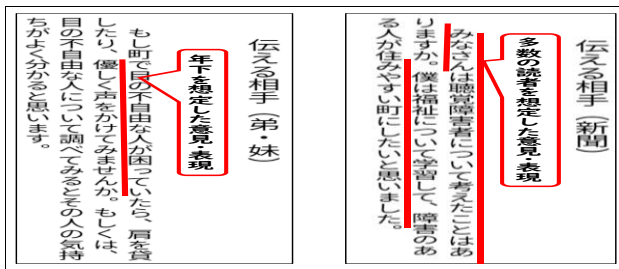 伝える相手（新聞）
多数の読者を想定した意見・表現
みなさんは聴覚障害者について考えたことはあ
りますか。僕は福祉について学習して、障害のあ
る人が住みやすい町にしたいと思いました。
伝える相手（弟・妹）
年下を想定した意見・表現
もし町で目の不自由な人が困っていたら、肩を貸
したり、優しく声をかけてみませんか。もしくは、
目の不自由な人について調べてみるとその人の気持
ちがよく分かると思います。